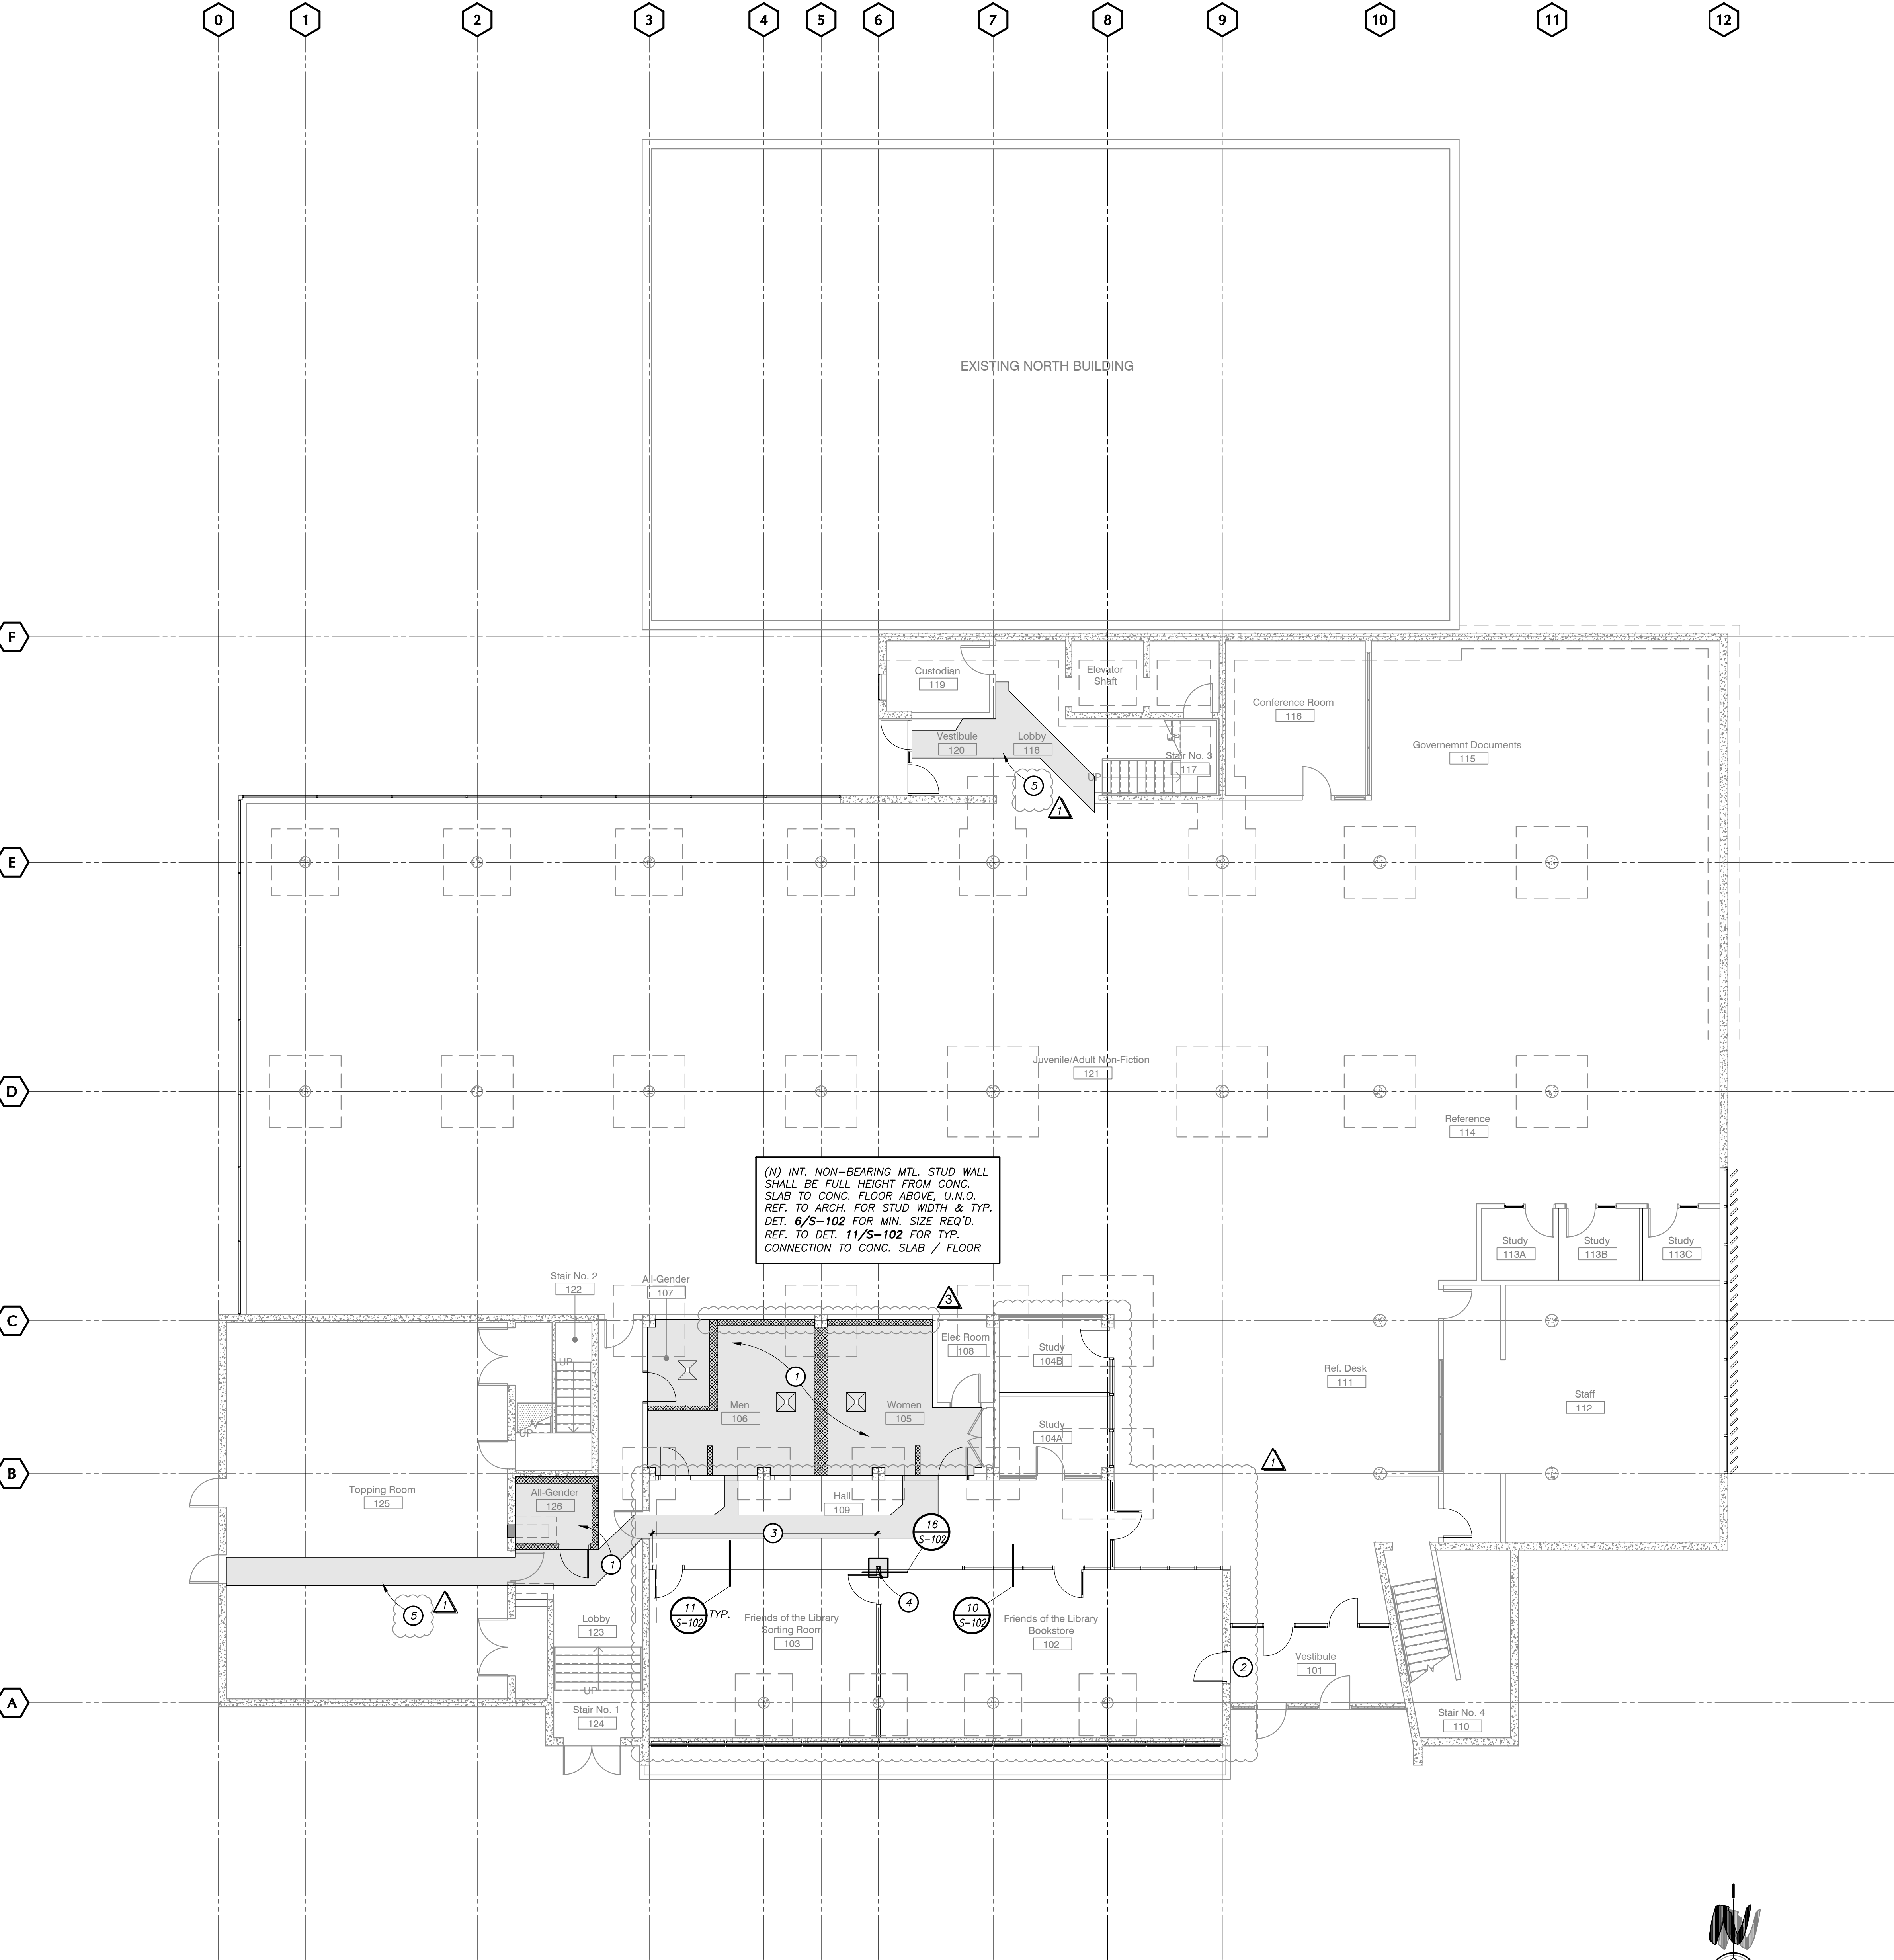 0 1 2 3 4 5 6 7 8 9 10 11 12
EXISTING NORTH BUILDING
F
Custodian
119
Elevator
Shaft
Conference Room
116
Vestibule
120
Lobby
118
UP
Stair No. 3
117
UP
Governemnt Documents
115
5
1
E
Juvenile/Adult Non-Fiction
121
D
Reference
114
(N) INT. NON-BEARING MTL. STUD WALL
SHALL BE FULL HEIGHT FROM CONC.
SLAB TO CONC. FLOOR ABOVE, U.N.O.
REF. TO ARCH. FOR STUD WIDTH & TYP.
DET. 6/S-102 FOR MIN. SIZE REQ'D.
REF. TO DET. 11/S-102 FOR TYP.
CONNECTION TO CONC. SLAB / FLOOR
Study
113A
Study
113B
Study
113C
Stair No. 2
122
All-Gender
107
3
C
Elec Room
108
Study
104B
UP
1
Ref. Desk
111
Staff
112
Men
106
Women
105
Study
104A
UP
1
B
Topping Room
125
All-Gender
126
Hall
109
3
16
S-102
1
4
5
1
11
S-102
TYP.
10
S-102
Lobby
123
Friends of the Library
Sorting Room
103
Friends of the Library
Bookstore
102
Vestibule
101
2
UP
A
Stair No. 1
124
Stair No. 4
110
N